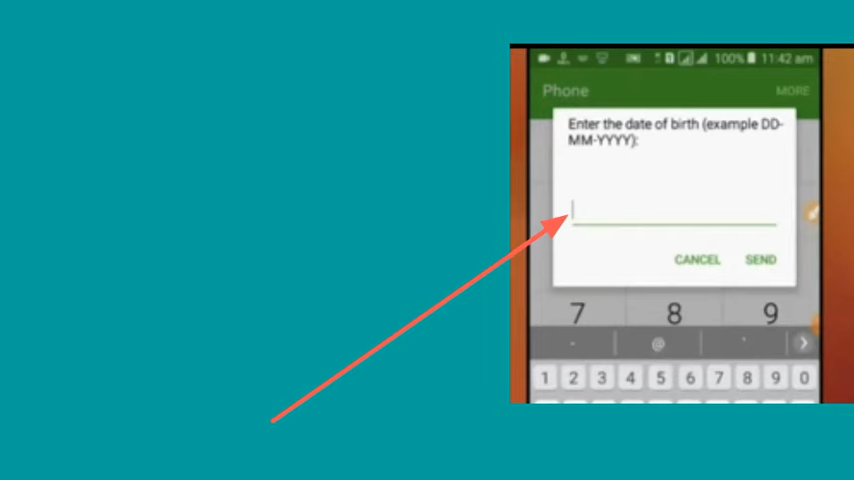 100% 11:42 am
Phone MORE
Enter the date of birth (example DD-
MM-YYYY):
CANCEL SEND
7 8 9
- @ '
1 2 3 4 5 6 7 8 9 0